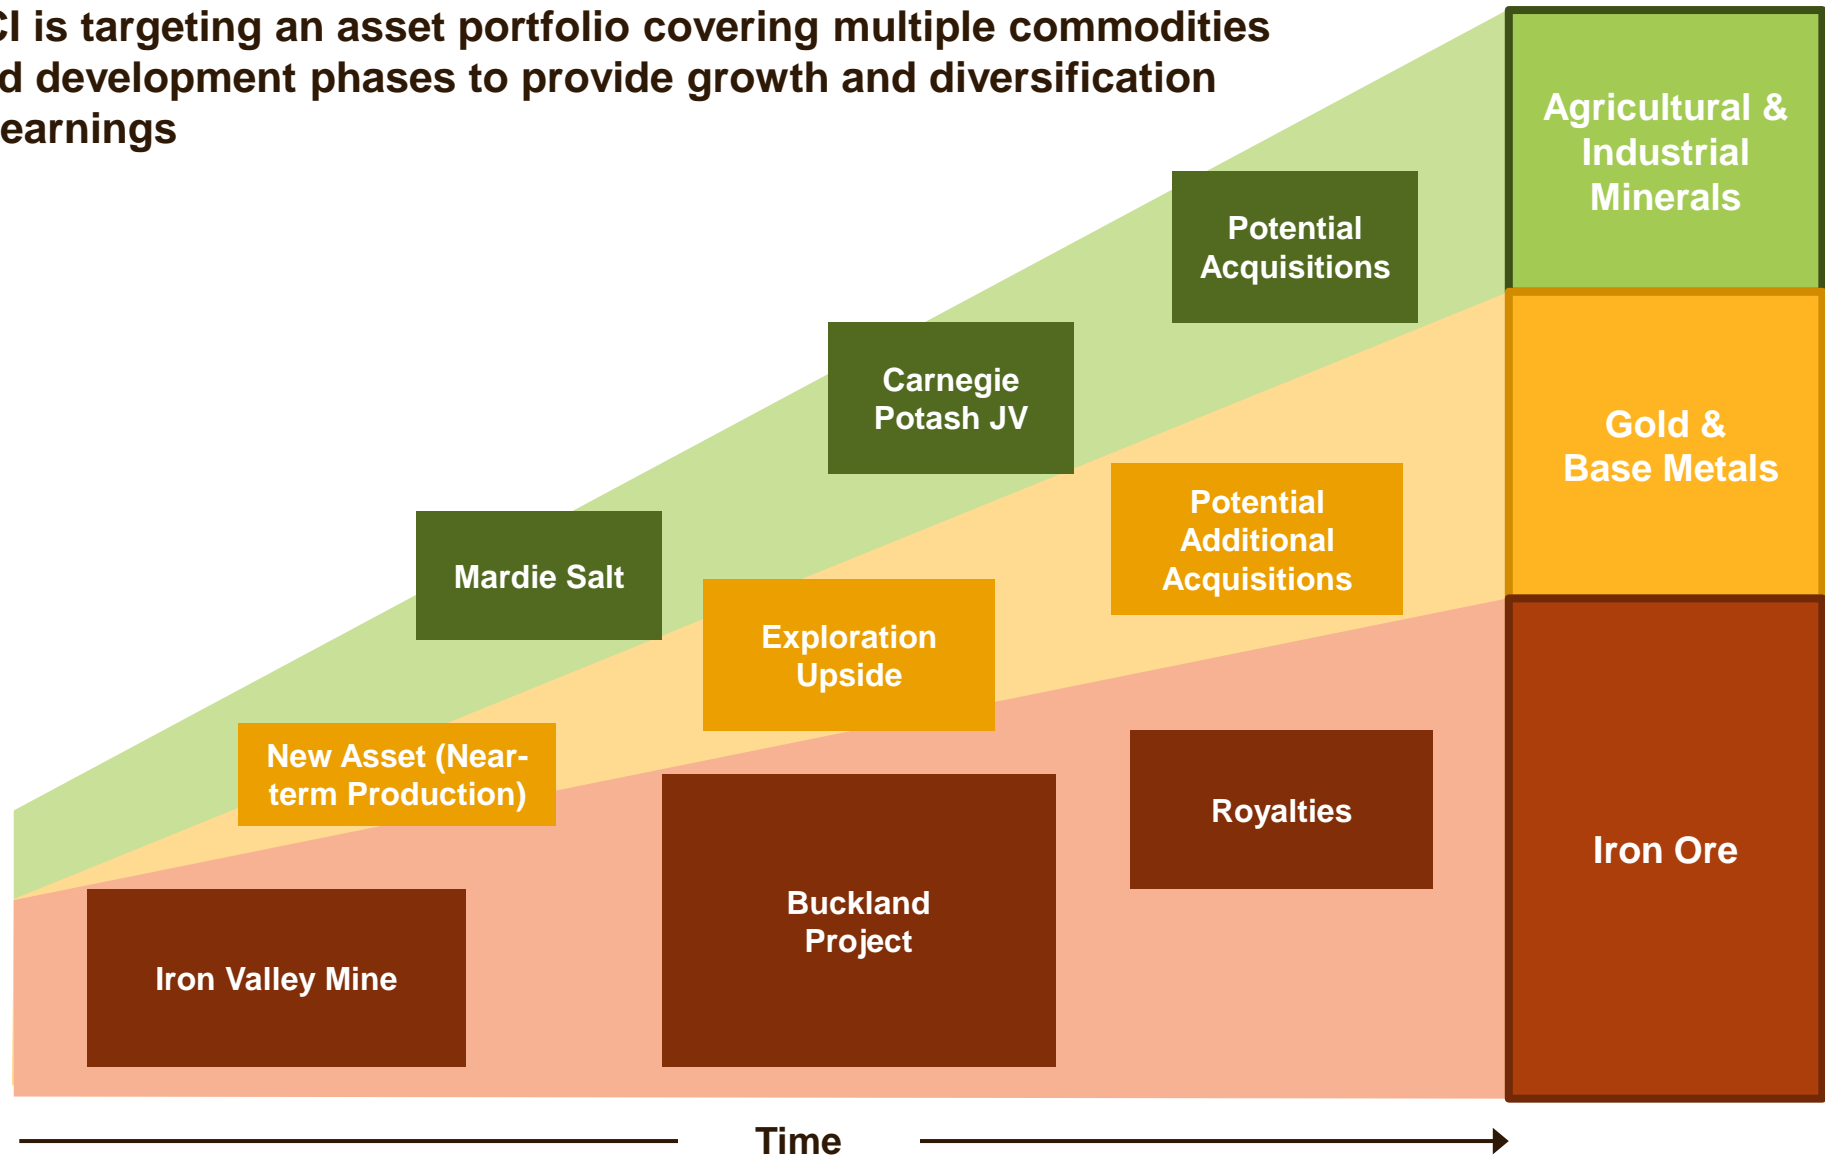 CI is targeting an asset portfolio covering multiple commodities
d development phases to provide growth and diversification
earnings
Agricultural &
Industrial
Minerals
Potential
Acquisitions
Carnegie
Potash JV
Gold &
Base Metals
Potential
Additional
Acquisitions
Mardie Salt
Exploration
Upside
New Asset (Near-
term Production)
Royalties
Iron Ore
Buckland
Project
Iron Valley Mine
Time